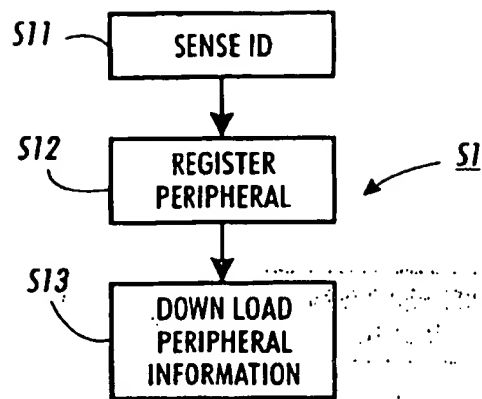 S11
SENSE ID
S12
REGISTER
PERIPHERAL
S1
S13
DOWN LOAD
PERIPHERAL
INFORMATION